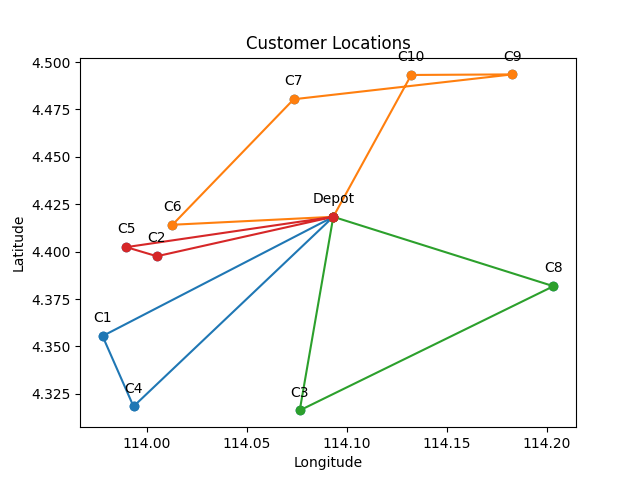 Customer Locations
C10
C9
C7
Depot
C6
C5
C2
C8
C1
C4
C3
4.500
4.475
4.450
4.425
4.400
4.375
4.350
4.325
Latitude
114.00
114.05
114.10
114.15
114.20
Longitude